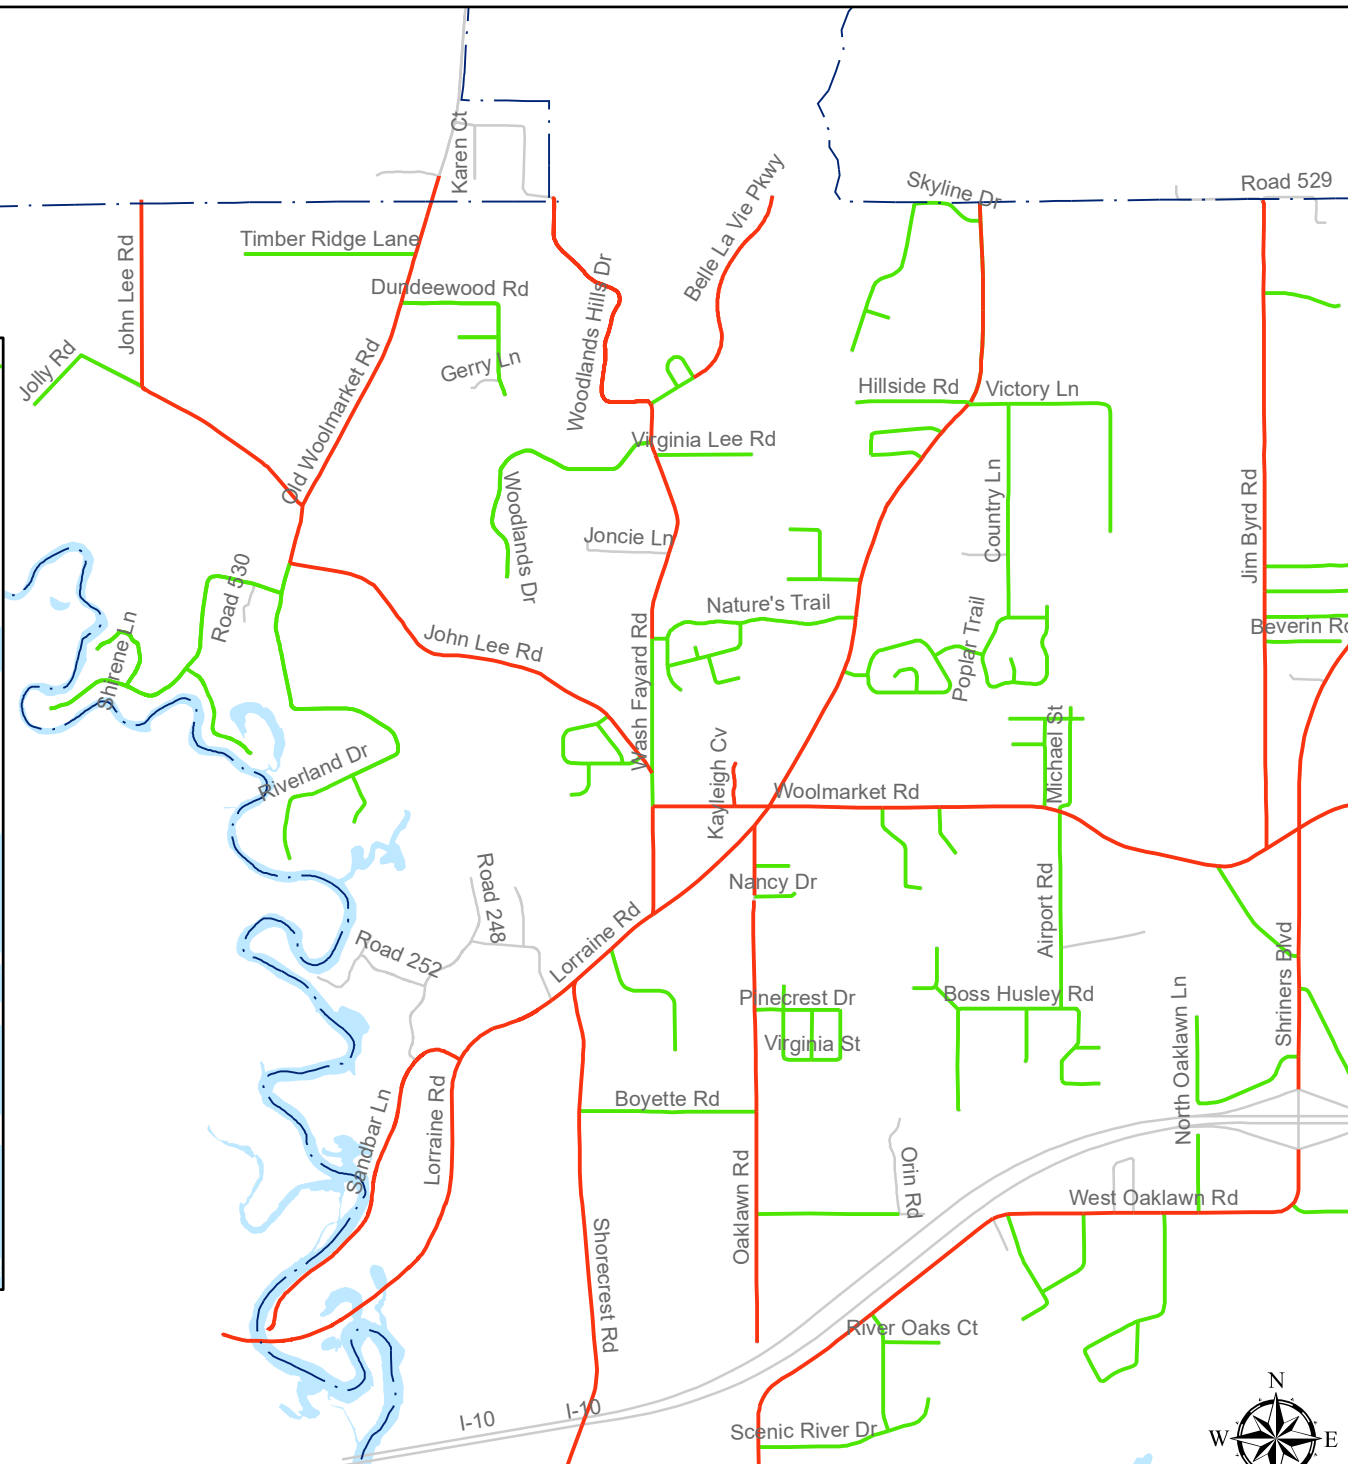 Karen Ct
Skyline Dr
Road 529
Belle La Vie Pkwy
Timber Ridge Lane
John Lee Rd
Dundeewood Rd
Woodlands Hills Dr
Jolly Rd
Gerry Ln
Old Woolmarket Rd
Hillside Rd
Victory Ln
Virginia Lee Rd
Woodlands Dr
Country Ln
Jim Byrd Rd
Joncie Ln
Road 530
Nature's Trail
Shirene Ln
John Lee Rd
Wash Fayard Rd
Poplar Trail
Beverin Rd
Michael St
Riverland Dr
Kayleigh Cv
Woolmarket Rd
Nancy Dr
Road 248
Airport Rd
Road 252
Lorraine Rd
Shriners Blvd
Pinecrest Dr
Boss Husley Rd
North Oaklawn Ln
Virginia St
Boyette Rd
Sandbar Ln
Lorraine Rd
Orin Rd
Oaklawn Rd
West Oaklawn Rd
Shorecrest Rd
River Oaks Ct
I-10
I-10
Scenic River Dr
N
W
E